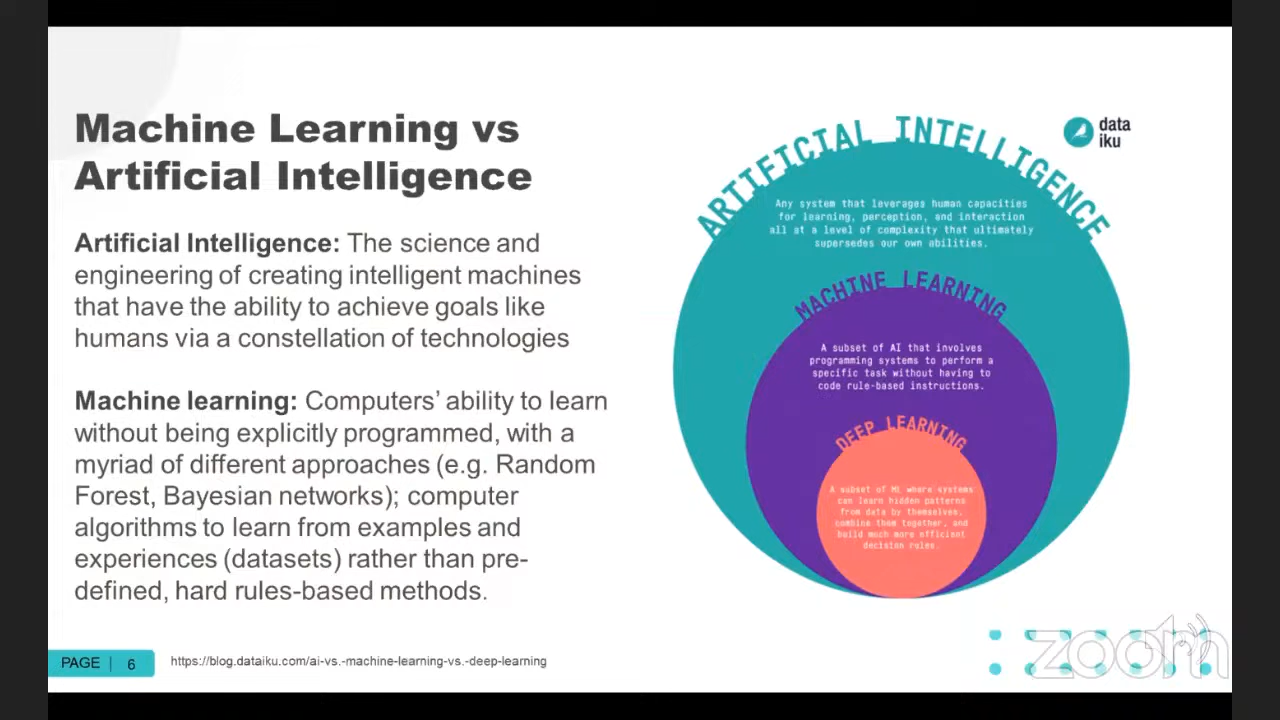 Machine Learning vs
Artificial Intelligence
Artificial Intelligence: The science and
engineering of creating intelligent machines
that have the ability to achieve goals like
humans via a constellation of technologies
Machine learning: Computers’ ability to learn
without being explicitly programmed, with a
myriad of different approaches (e.g. Random
Forest, Bayesian networks); computer
algorithms to learn from examples and
experiences (datasets) rather than pre-
defined, hard rules-based methods.
data
iku
ARTIFICIAL INTELLIGENCE
Any system that leverages human capacities
for learning, perception, and interaction
all at a level of complexity that ultimately
supersedes our own abilities.
MACHINE LEARNING
A subset of AI that involves
programming systems to perform a
specific task without having to
code rule-based instructions.
DEEP LEARNING
A subset of ML where systems
can learn hidden patterns
from data by themselves,
combine them together, and
build much more efficient
decision rules.
PAGE | 6
https://blog.dataiku.com/ai-vs.-machine-learning-vs.-deep-learning
zoom